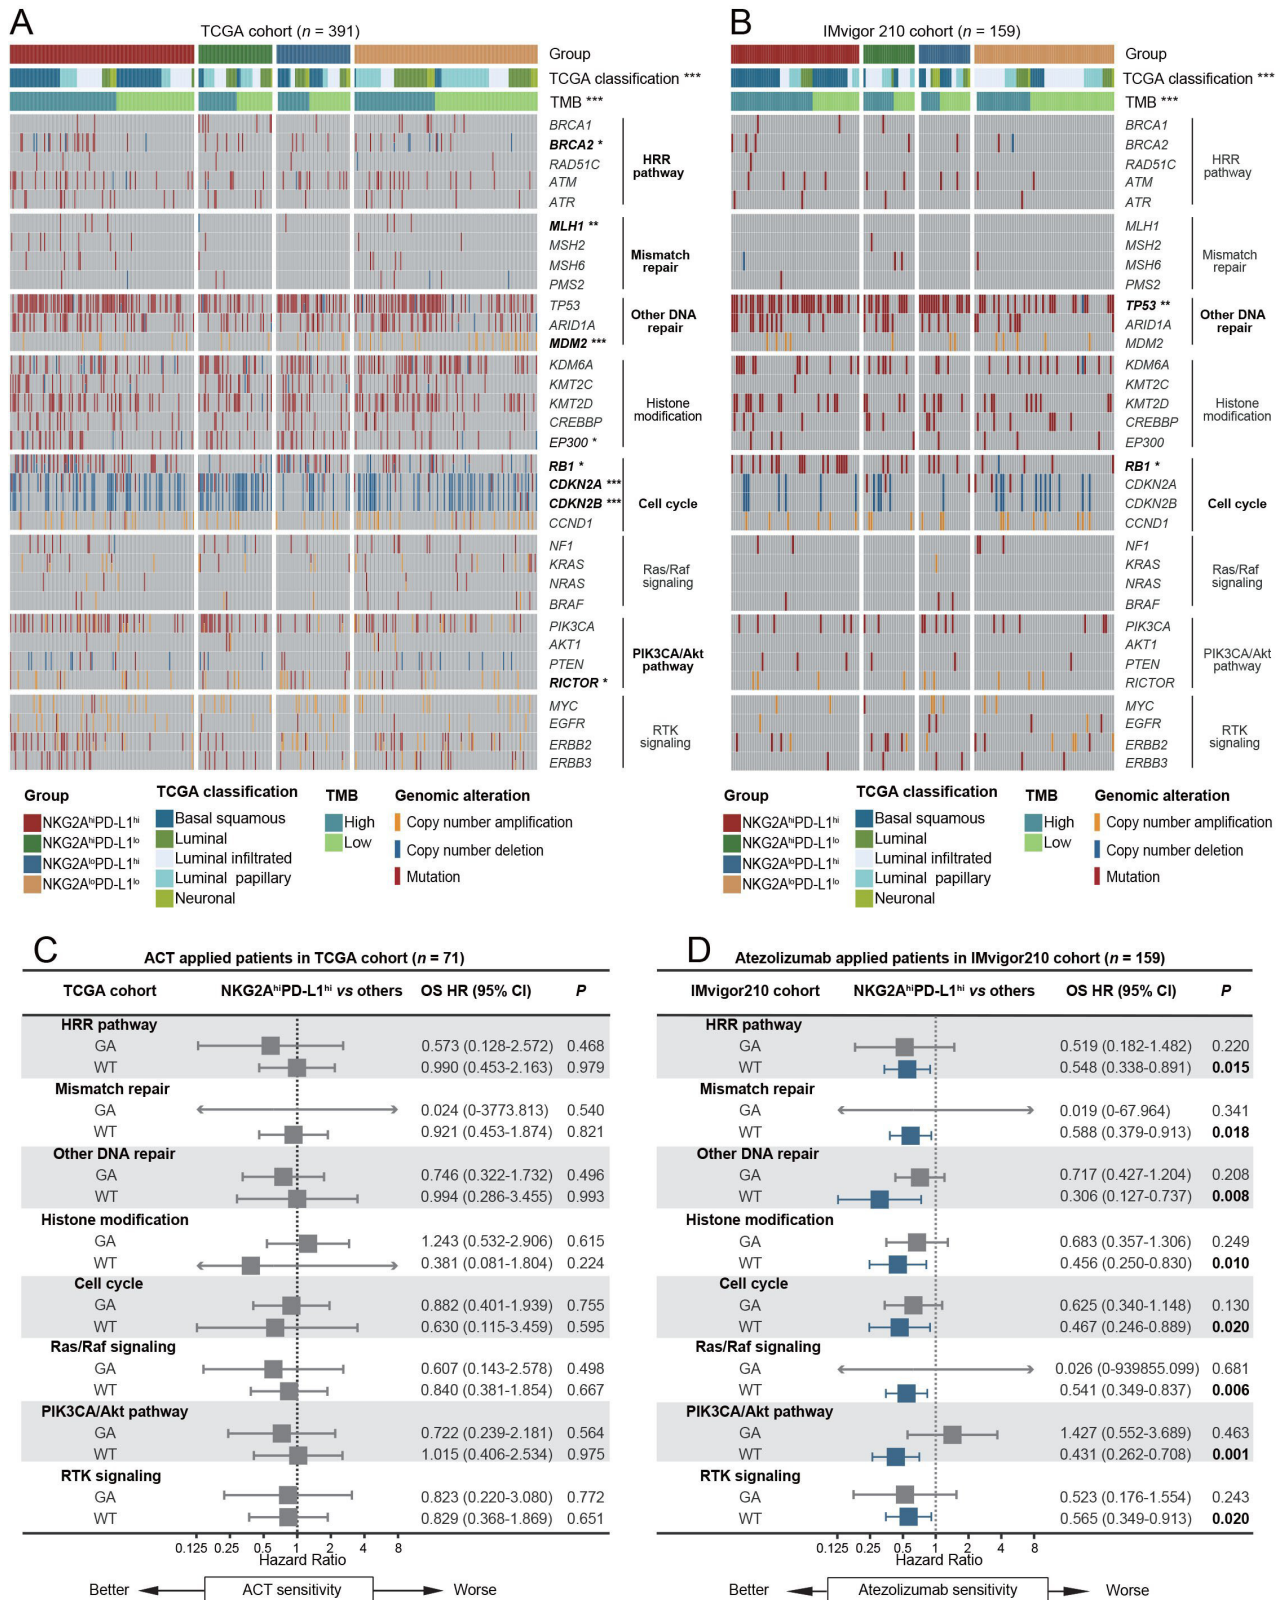 A
TCGA cohort (n = 391)
Group
TCGA classification ***
TMB ***
BRCA1
BRCA2 *
RAD51C
ATM
ATR
HRR
pathway
MLH1 **
MSH2
MSH6
PMS2
Mismatch
repair
TP53
ARID1A
MDM2 ***
Other DNA
repair
KDM6A
KMT2C
KMT2D
CREBBP
EP300 *
Histone
modification
RB1 *
CDKN2A ***
CDKN2B ***
CCND1
Cell cycle
NF1
KRAS
NRAS
BRAF
Ras/Raf
signaling
PIK3CA
AKT1
PTEN
RICTOR *
PIK3CA/Akt
pathway
MYC
EGFR
ERBB2
ERBB3
RTK
signaling
Group
NKG2AhiPD-L1hi
NKG2AhiPD-L1lo
NKG2AloPD-L1hi
NKG2AloPD-L1lo
TCGA classification
Basal squamous
Luminal
Luminal infiltrated
Luminal papillary
Neuronal
TMB
High
Low
Genomic alteration
Copy number amplification
Copy number deletion
Mutation
B
IMvigor 210 cohort (n = 159)
Group
TCGA classification ***
TMB ***
BRCA1
BRCA2
RAD51C
ATM
ATR
HRR
pathway
MLH1
MSH2
MSH6
PMS2
Mismatch
repair
TP53 **
ARID1A
MDM2
Other DNA
repair
KDM6A
KMT2C
KMT2D
CREBBP
EP300
Histone
modification
RB1 *
CDKN2A
CDKN2B
CCND1
Cell cycle
NF1
KRAS
NRAS
BRAF
Ras/Raf
signaling
PIK3CA
AKT1
PTEN
RICTOR
PIK3CA/Akt
pathway
MYC
EGFR
ERBB2
ERBB3
RTK
signaling
Group
NKG2AhiPD-L1hi
NKG2AhiPD-L1lo
NKG2AloPD-L1hi
NKG2AloPD-L1lo
TCGA classification
Basal squamous
Luminal
Luminal infiltrated
Luminal papillary
Neuronal
TMB
High
Low
Genomic alteration
Copy number amplification
Copy number deletion
Mutation
C
ACT applied patients in TCGA cohort (n = 71)
TCGA cohort NKG2AhiPD-L1hi vs others OS HR (95% CI) P
HRR pathway
GA 0.573 (0.128-2.572) 0.468
WT 0.990 (0.453-2.163) 0.979
Mismatch repair
GA 0.024 (0-3773.813) 0.540
WT 0.921 (0.453-1.874) 0.821
Other DNA repair
GA 0.746 (0.322-1.732) 0.496
WT 0.994 (0.286-3.455) 0.993
Histone modification
GA 1.243 (0.532-2.906) 0.615
WT 0.381 (0.081-1.804) 0.224
Cell cycle
GA 0.882 (0.401-1.939) 0.755
WT 0.630 (0.115-3.459) 0.595
Ras/Raf signaling
GA 0.607 (0.143-2.578) 0.498
WT 0.840 (0.381-1.854) 0.667
PIK3CA/Akt pathway
GA 0.722 (0.239-2.181) 0.564
WT 1.015 (0.406-2.534) 0.975
RTK signaling
GA 0.823 (0.220-3.080) 0.772
WT 0.829 (0.368-1.869) 0.651
0.125 0.25 0.5 1 2 4 8
Hazard Ratio
Better ACT sensitivity Worse
D
Atezolizumab applied patients in IMvigor210 cohort (n = 159)
IMvigor210 cohort NKG2AhiPD-L1hi vs others OS HR (95% CI) P
HRR pathway
GA 0.519 (0.182-1.482) 0.220
WT 0.548 (0.338-0.891) 0.015
Mismatch repair
GA 0.019 (0-67.964) 0.341
WT 0.588 (0.379-0.913) 0.018
Other DNA repair
GA 0.717 (0.427-1.204) 0.208
WT 0.306 (0.127-0.737) 0.008
Histone modification
GA 0.683 (0.357-1.306) 0.249
WT 0.456 (0.250-0.830) 0.010
Cell cycle
GA 0.625 (0.340-1.148) 0.130
WT 0.467 (0.246-0.889) 0.020
Ras/Raf signaling
GA 0.026 (0-939855.099) 0.681
WT 0.541 (0.349-0.837) 0.006
PIK3CA/Akt pathway
GA 1.427 (0.552-3.689) 0.463
WT 0.431 (0.262-0.708) 0.001
RTK signaling
GA 0.523 (0.176-1.554) 0.243
WT 0.565 (0.349-0.913) 0.020
0.125 0.25 0.5 1 2 4 8
Hazard Ratio
Better Atezolizumab sensitivity Worse